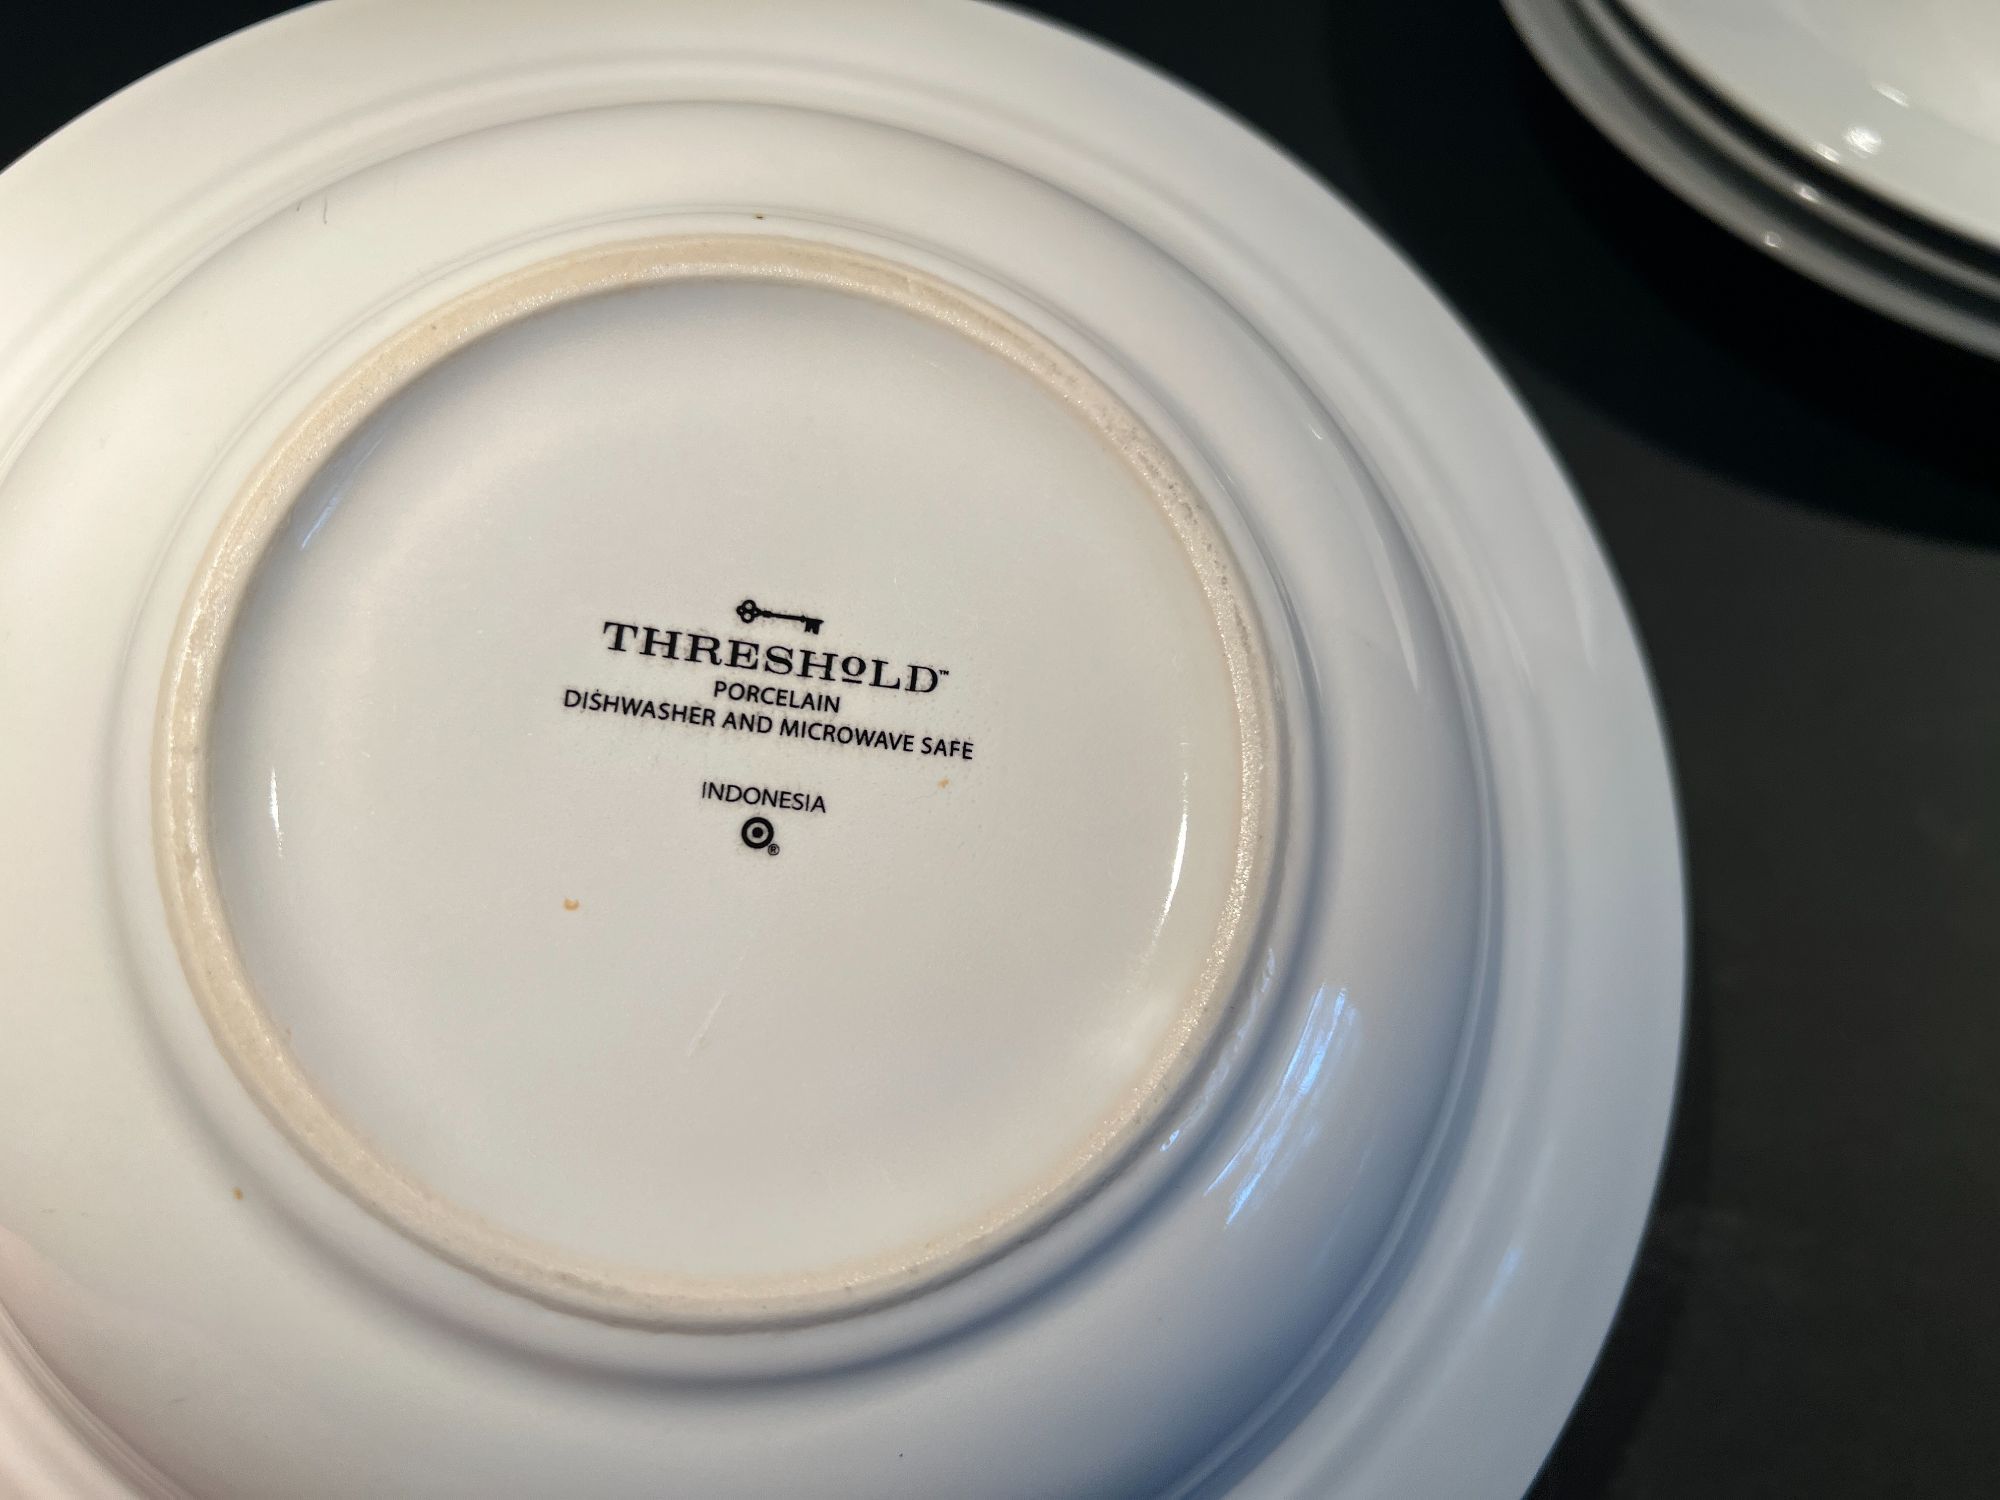 THRESHOLD™
PORCELAIN
DISHWASHER AND MICROWAVE SAFE
INDONESIA
®